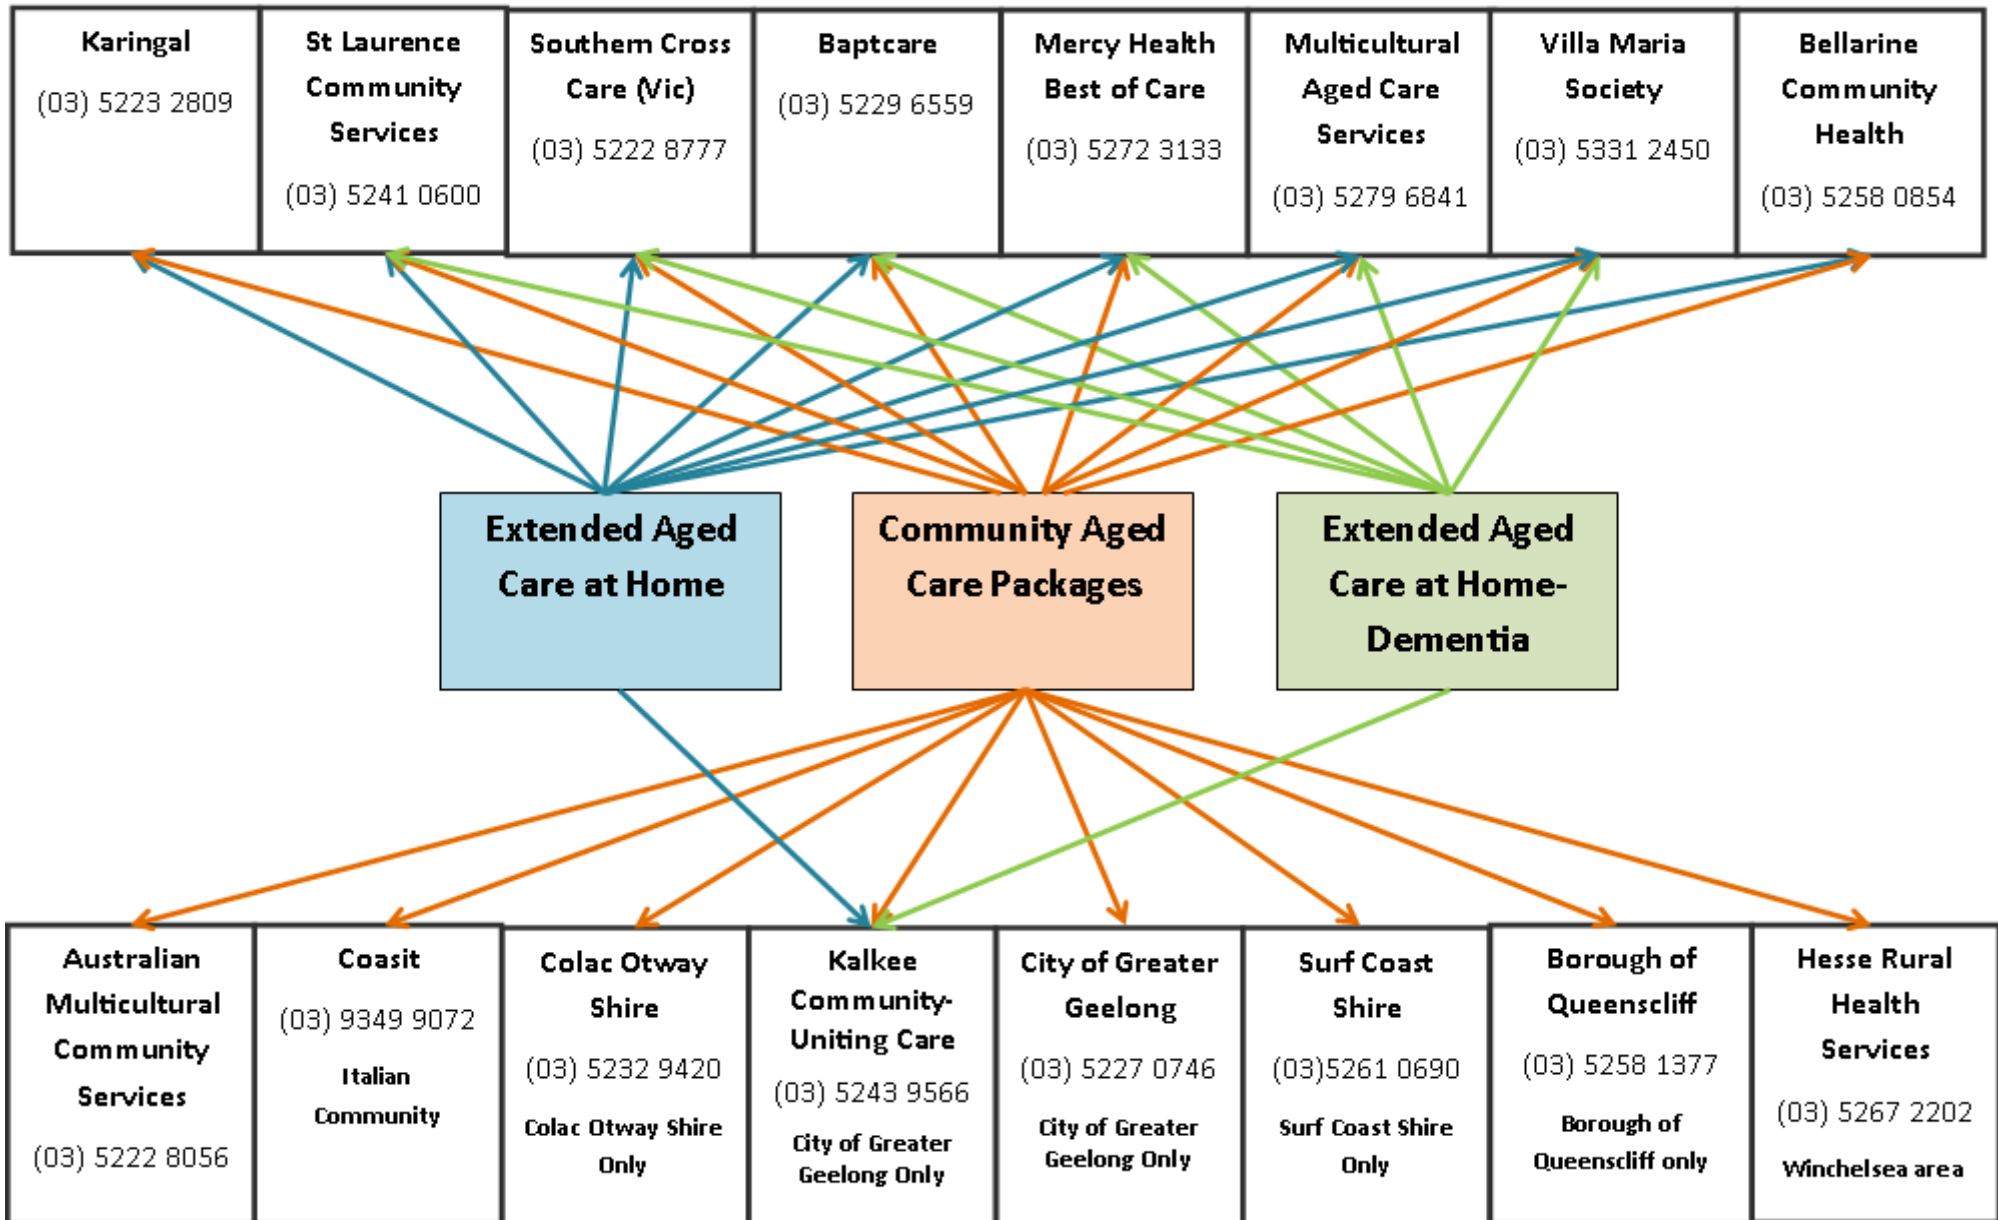 Karingal
(03) 5223 2809
St Laurence
Community
Services
(03) 5241 0600
Southern Cross
Care (Vic)
(03) 5222 8777
Baptcare
(03) 5229 6559
Mercy Health
Best of Care
(03) 5272 3133
Multicultural
Aged Care
Services
(03) 5279 6841
Villa Maria
Society
(03) 5331 2450
Bellarine
Community
Health
(03) 5258 0854
Extended Aged
Care at Home
Community Aged
Care Packages
Extended Aged
Care at Home-
Dementia
Australian
Multicultural
Community
Services
(03) 5222 8056
Coasit
(03) 9349 9072
Italian
Community
Colac Otway
Shire
(03) 5232 9420
Colac Otway Shire
Only
Kalkee
Community-
Uniting Care
(03) 5243 9566
City of Greater
Geelong Only
City of Greater
Geelong
(03) 5227 0746
City of Greater
Geelong Only
Surf Coast
Shire
(03)5261 0690
Surf Coast Shire
Only
Borough of
Queenscliff
(03) 5258 1377
Borough of
Queenscliff only
Hesse Rural
Health
Services
(03) 5267 2202
Winchelsea area